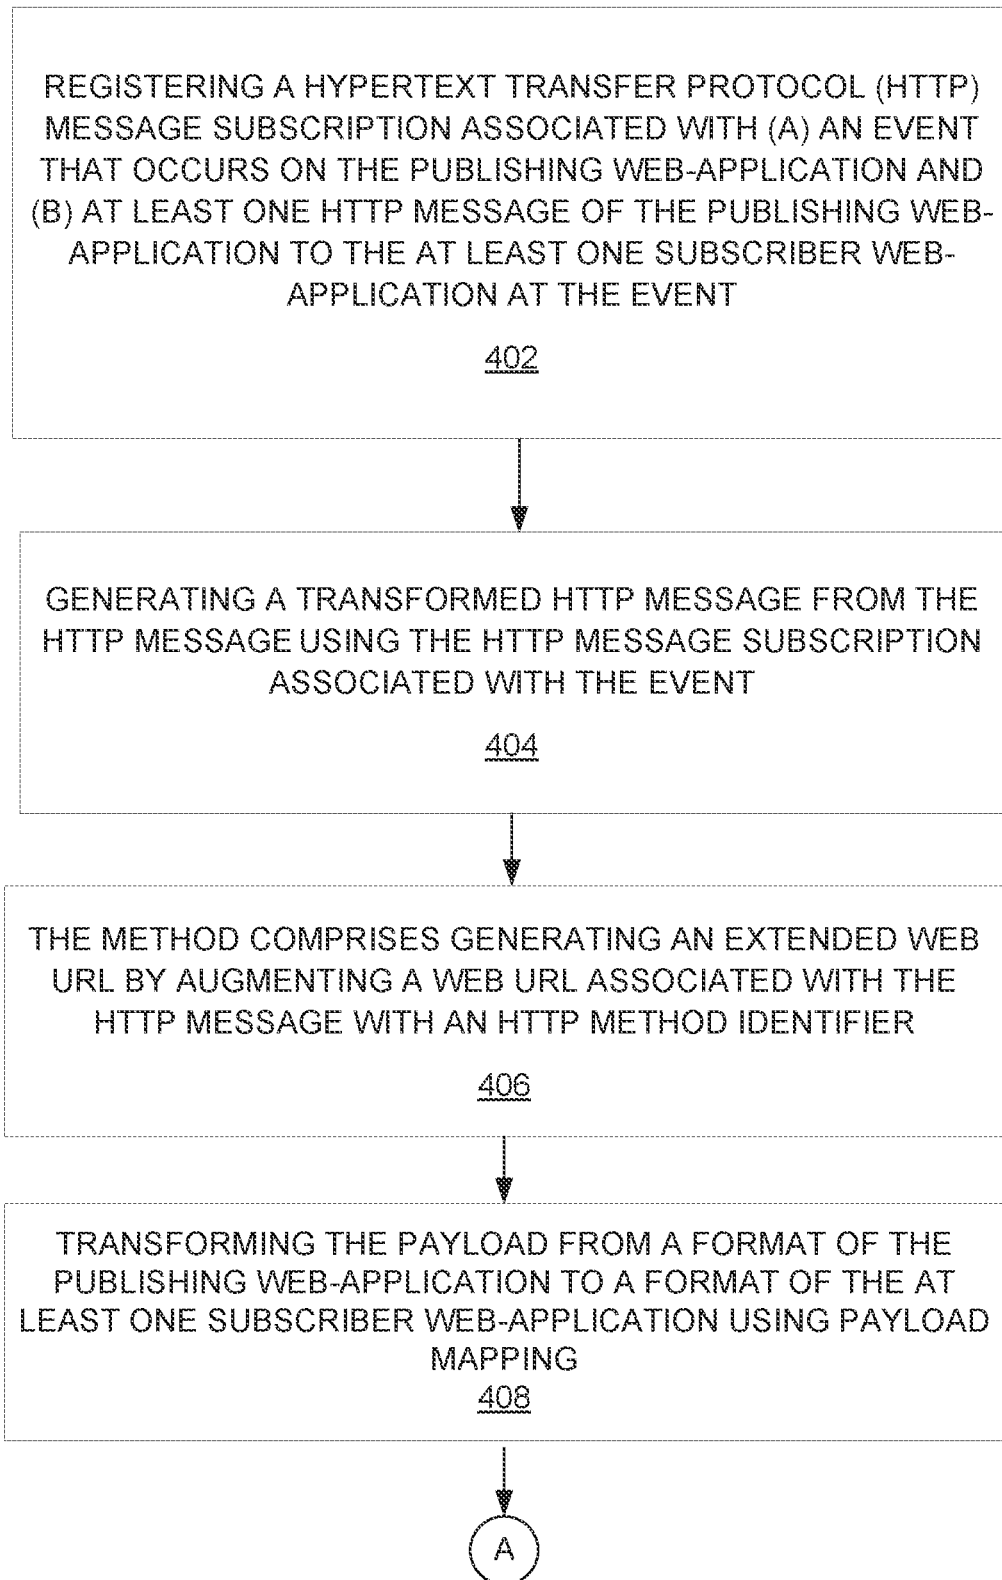 REGISTERING A HYPERTEXT TRANSFER PROTOCOL (HTTP)
MESSAGE SUBSCRIPTION ASSOCIATED WITH (A) AN EVENT
THAT OCCURS ON THE PUBLISHING WEB-APPLICATION AND
(B) AT LEAST ONE HTTP MESSAGE OF THE PUBLISHING WEB-
APPLICATION TO THE AT LEAST ONE SUBSCRIBER WEB-
APPLICATION AT THE EVENT
402
GENERATING A TRANSFORMED HTTP MESSAGE FROM THE
HTTP MESSAGE USING THE HTTP MESSAGE SUBSCRIPTION
ASSOCIATED WITH THE EVENT
404
THE METHOD COMPRISES GENERATING AN EXTENDED WEB
URL BY AUGMENTING A WEB URL ASSOCIATED WITH THE
HTTP MESSAGE WITH AN HTTP METHOD IDENTIFIER
406
TRANSFORMING THE PAYLOAD FROM A FORMAT OF THE
PUBLISHING WEB-APPLICATION TO A FORMAT OF THE AT
LEAST ONE SUBSCRIBER WEB-APPLICATION USING PAYLOAD
MAPPING
408
A